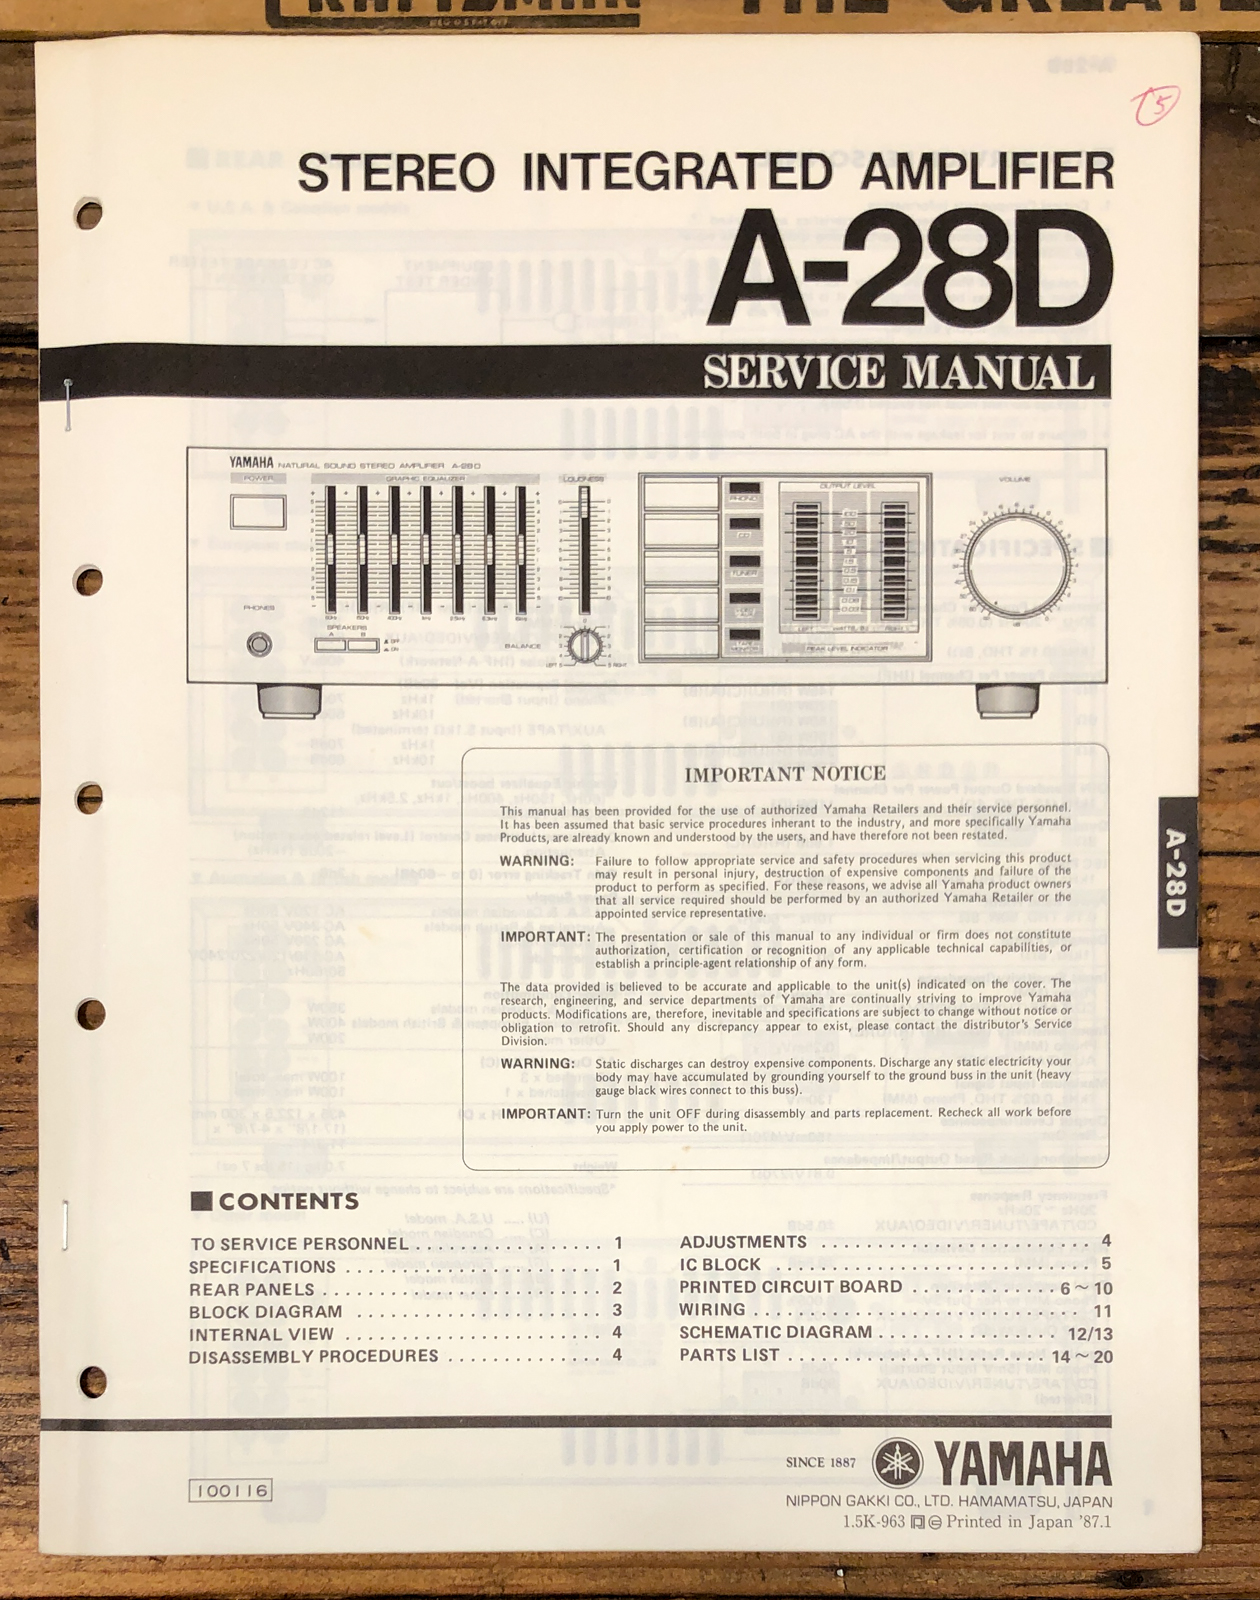 CRAFTSMAN THE GREATE
5
STEREO INTEGRATED AMPLIFIER
A-28D
SERVICE MANUAL
YAMAHA NATURAL SOUND STEREO AMPLIFIER A-28D
POWER
GRAPHIC EQUALIZER
LOUDNESS
OUTPUT LEVEL
VOLUME
PHONO
CD
TUNER
PHONES
SPEAKERS
A B
OFF
ON
BALANCE
LEFT
RIGHT
PEAK LEVEL INDICATOR
IMPORTANT NOTICE
This manual has been provided for the use of authorized Yamaha Retailers and their service personnel.
It has been assumed that basic service procedures inherant to the industry, and more specifically Yamaha
Products, are already known and understood by the users, and have therefore not been restated.
WARNING: Failure to follow appropriate service and safety procedures when servicing this product
may result in personal injury, destruction of expensive components and failure of the
product to perform as specified. For these reasons, we advise all Yamaha product owners
that all service required should be performed by an authorized Yamaha Retailer or the
appointed service representative.
IMPORTANT: The presentation or sale of this manual to any individual or firm does not constitute
authorization, certification or recognition of any applicable technical capabilities, or
establish a principle-agent relationship of any form.
The data provided is believed to be accurate and applicable to the unit(s) indicated on the cover. The
research, engineering, and service departments of Yamaha are continually striving to improve Yamaha
products. Modifications are, therefore, inevitable and specifications are subject to change without notice or
obligation to retrofit. Should any discrepancy appear to exist, please contact the distributor's Service
Division.
WARNING: Static discharges can destroy expensive components. Discharge any static electricity your
body may have accumulated by grounding yourself to the ground buss in the unit (heavy
gauge black wires connect to this buss).
IMPORTANT: Turn the unit OFF during disassembly and parts replacement. Recheck all work before
you apply power to the unit.
A-28D
■CONTENTS
TO SERVICE PERSONNEL . . . . . . . . . . . . . . . . . 1
SPECIFICATIONS . . . . . . . . . . . . . . . . . . . . . . . 1
REAR PANELS . . . . . . . . . . . . . . . . . . . . . . . . . 2
BLOCK DIAGRAM . . . . . . . . . . . . . . . . . . . . . . . 3
INTERNAL VIEW . . . . . . . . . . . . . . . . . . . . . . . 4
DISASSEMBLY PROCEDURES . . . . . . . . . . . . . . 4
ADJUSTMENTS . . . . . . . . . . . . . . . . . . . . . . . . 4
IC BLOCK . . . . . . . . . . . . . . . . . . . . . . . . . . . . 5
PRINTED CIRCUIT BOARD . . . . . . . . . . . . 6 ~ 10
WIRING . . . . . . . . . . . . . . . . . . . . . . . . . . . . . 11
SCHEMATIC DIAGRAM . . . . . . . . . . . . . . . . 12/13
PARTS LIST . . . . . . . . . . . . . . . . . . . . . . . 14 ~ 20
SINCE 1887 YAMAHA
100116
NIPPON GAKKI CO., LTD. HAMAMATSU, JAPAN
1.5K-963 Printed in Japan '87.1